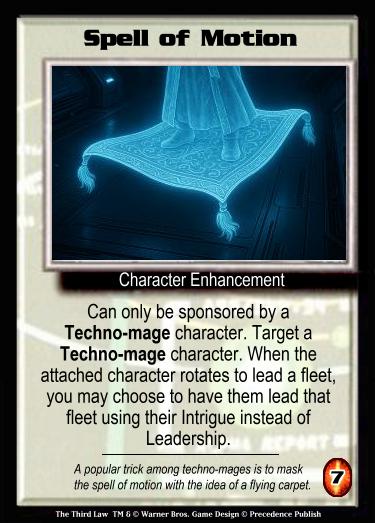 Spell of Motion
Character Enhancement
Can only be sponsored by a
Techno-mage character. Target a
Techno-mage character. When the
attached character rotates to lead a fleet,
you may choose to have them lead that
fleet using their Intrigue instead of
Leadership.
A popular trick among techno-mages is to mask
the spell of motion with the idea of a flying carpet.
7
The Third Law TM & © Warner Bros. Game Design © Precedence Publish